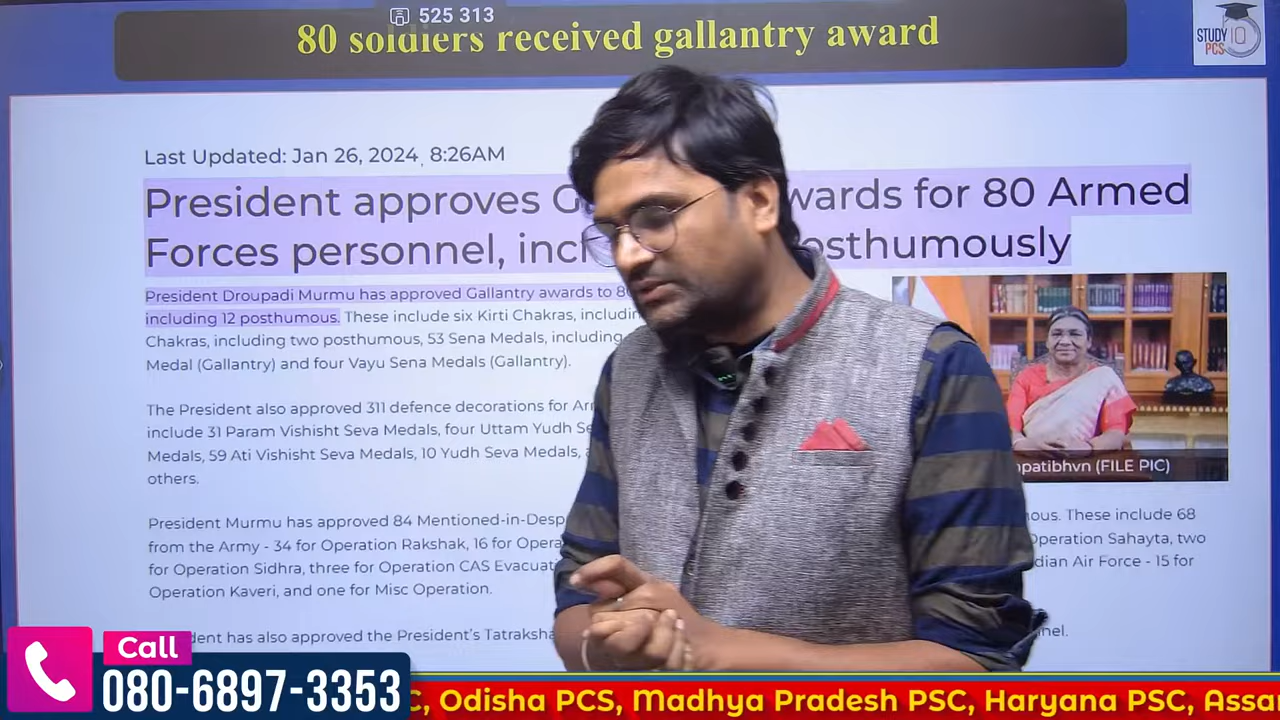 525 313
80 soldiers received gallantry award
STUDY IQ
PCS
Last Updated: Jan 26, 2024, 8:26AM
President approves G wards for 80 Armed
Forces personnel, inc osthumously
President Droupadi Murmu has approved Gallantry awards to 80
including 12 posthumous. These include six Kirti Chakras, includin
Chakras, including two posthumous, 53 Sena Medals, including
Medal (Gallantry) and four Vayu Sena Medals (Gallantry).
The President also approved 311 defence decorations for Ar
include 31 Param Vishisht Seva Medals, four Uttam Yudh Se
Medals, 59 Ati Vishisht Seva Medals, 10 Yudh Seva Medals,
others.
npatibhvn (FILE PIC)
President Murmu has approved 84 Mentioned-in-Desp nous. These include 68
from the Army - 34 for Operation Rakshak, 16 for Opera Operation Sahayta, two
for Operation Sidhra, three for Operation CAS Evacuat dian Air Force - 15 for
Operation Kaveri, and one for Misc Operation.
dent has also approved the President's Tatraksha nel.
Call
080-6897-3353
C, Odisha PCS, Madhya Pradesh PSC, Haryana PSC, Assa